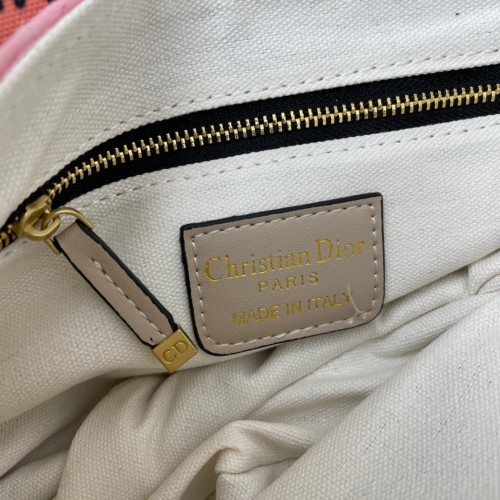 Christian Dior
PARIS
MADE IN ITALY
CD